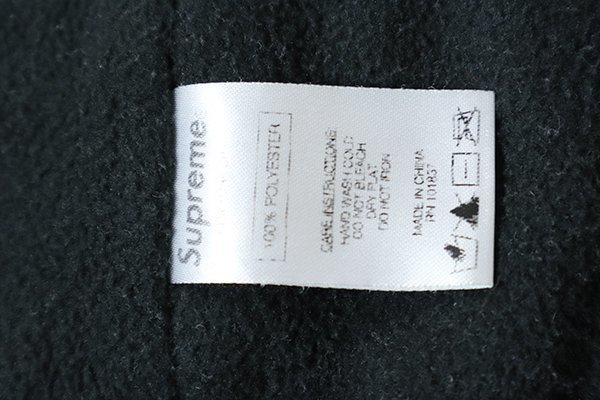 Supreme
100% POLYESTER
CARE INSTRUCTIONS
HAND WASH COLD
DO NOT BLEACH
DRY FLAT
DO NOT IRON
MADE IN CHINA
RN 101837